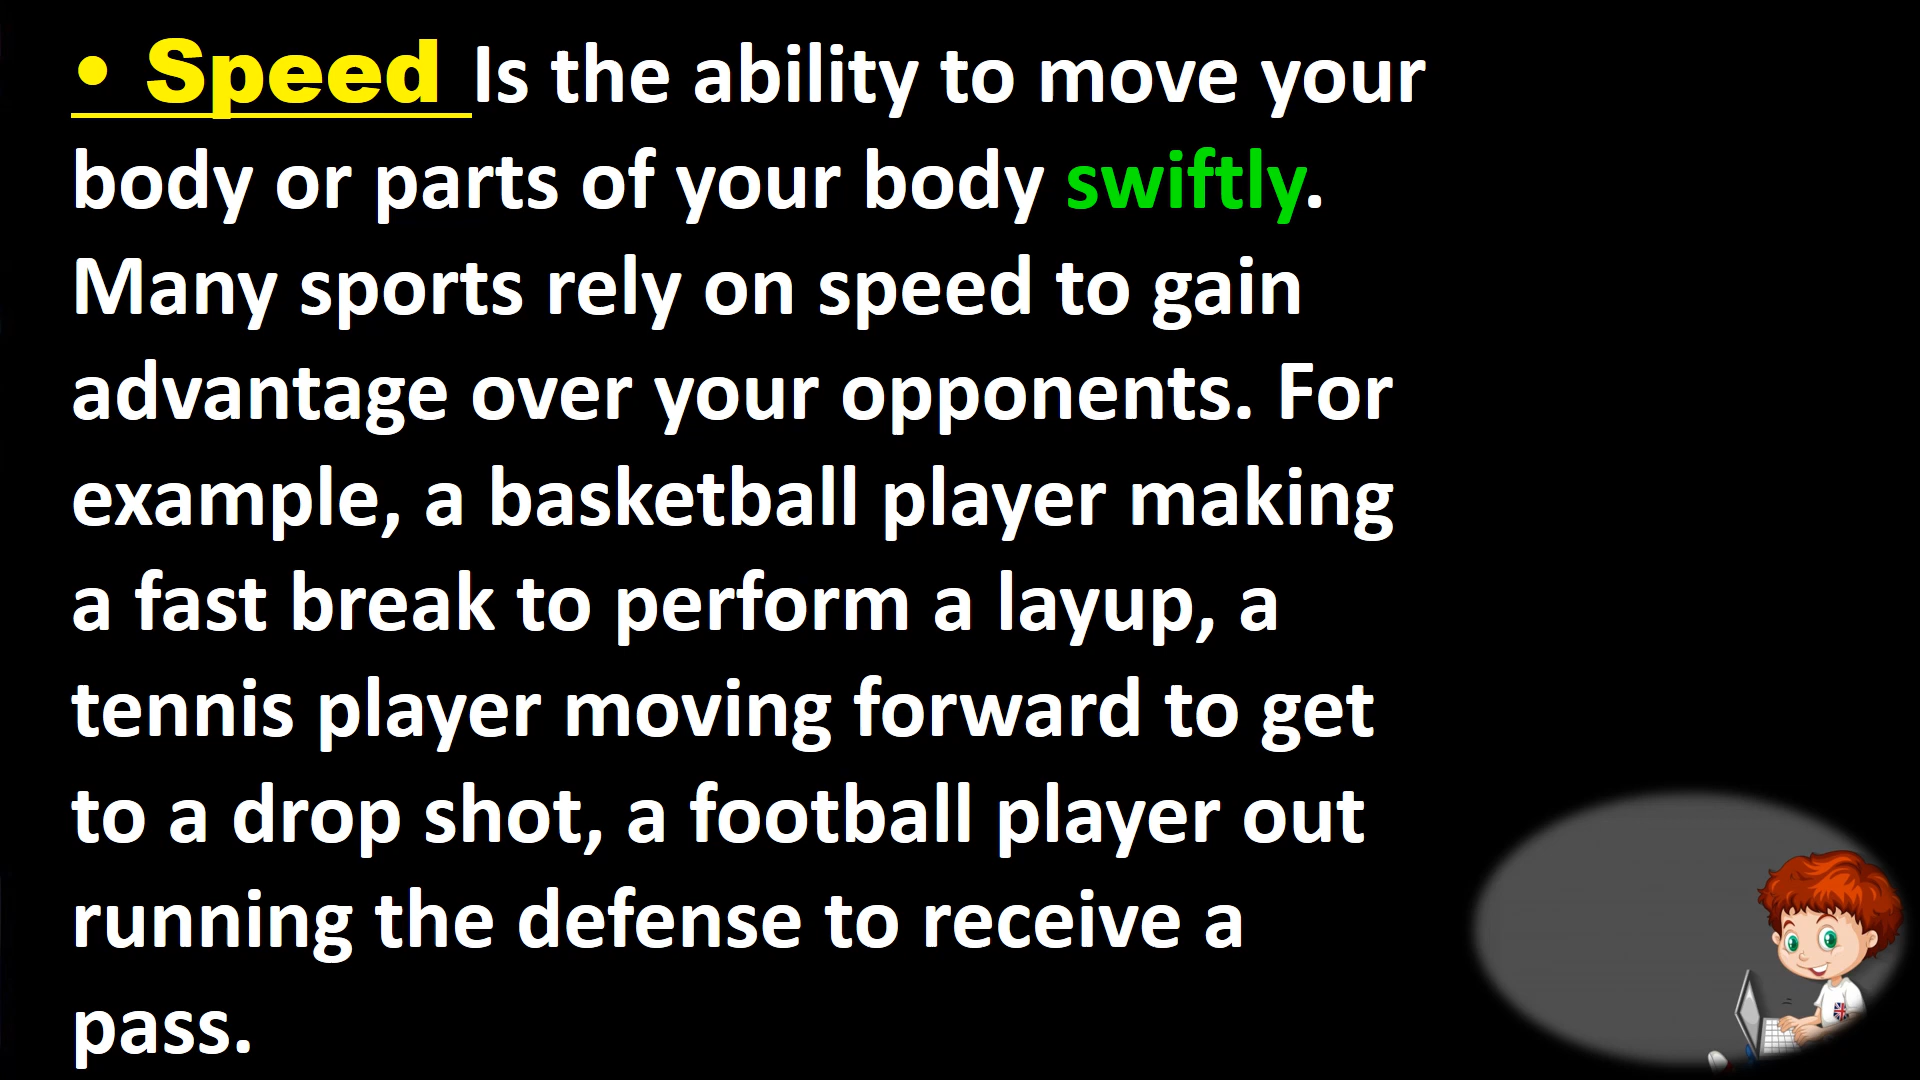 • Speed Is the ability to move your
body or parts of your body swiftly.
Many sports rely on speed to gain
advantage over your opponents. For
example, a basketball player making
a fast break to perform a layup, a
tennis player moving forward to get
to a drop shot, a football player out
running the defense to receive a
pass.